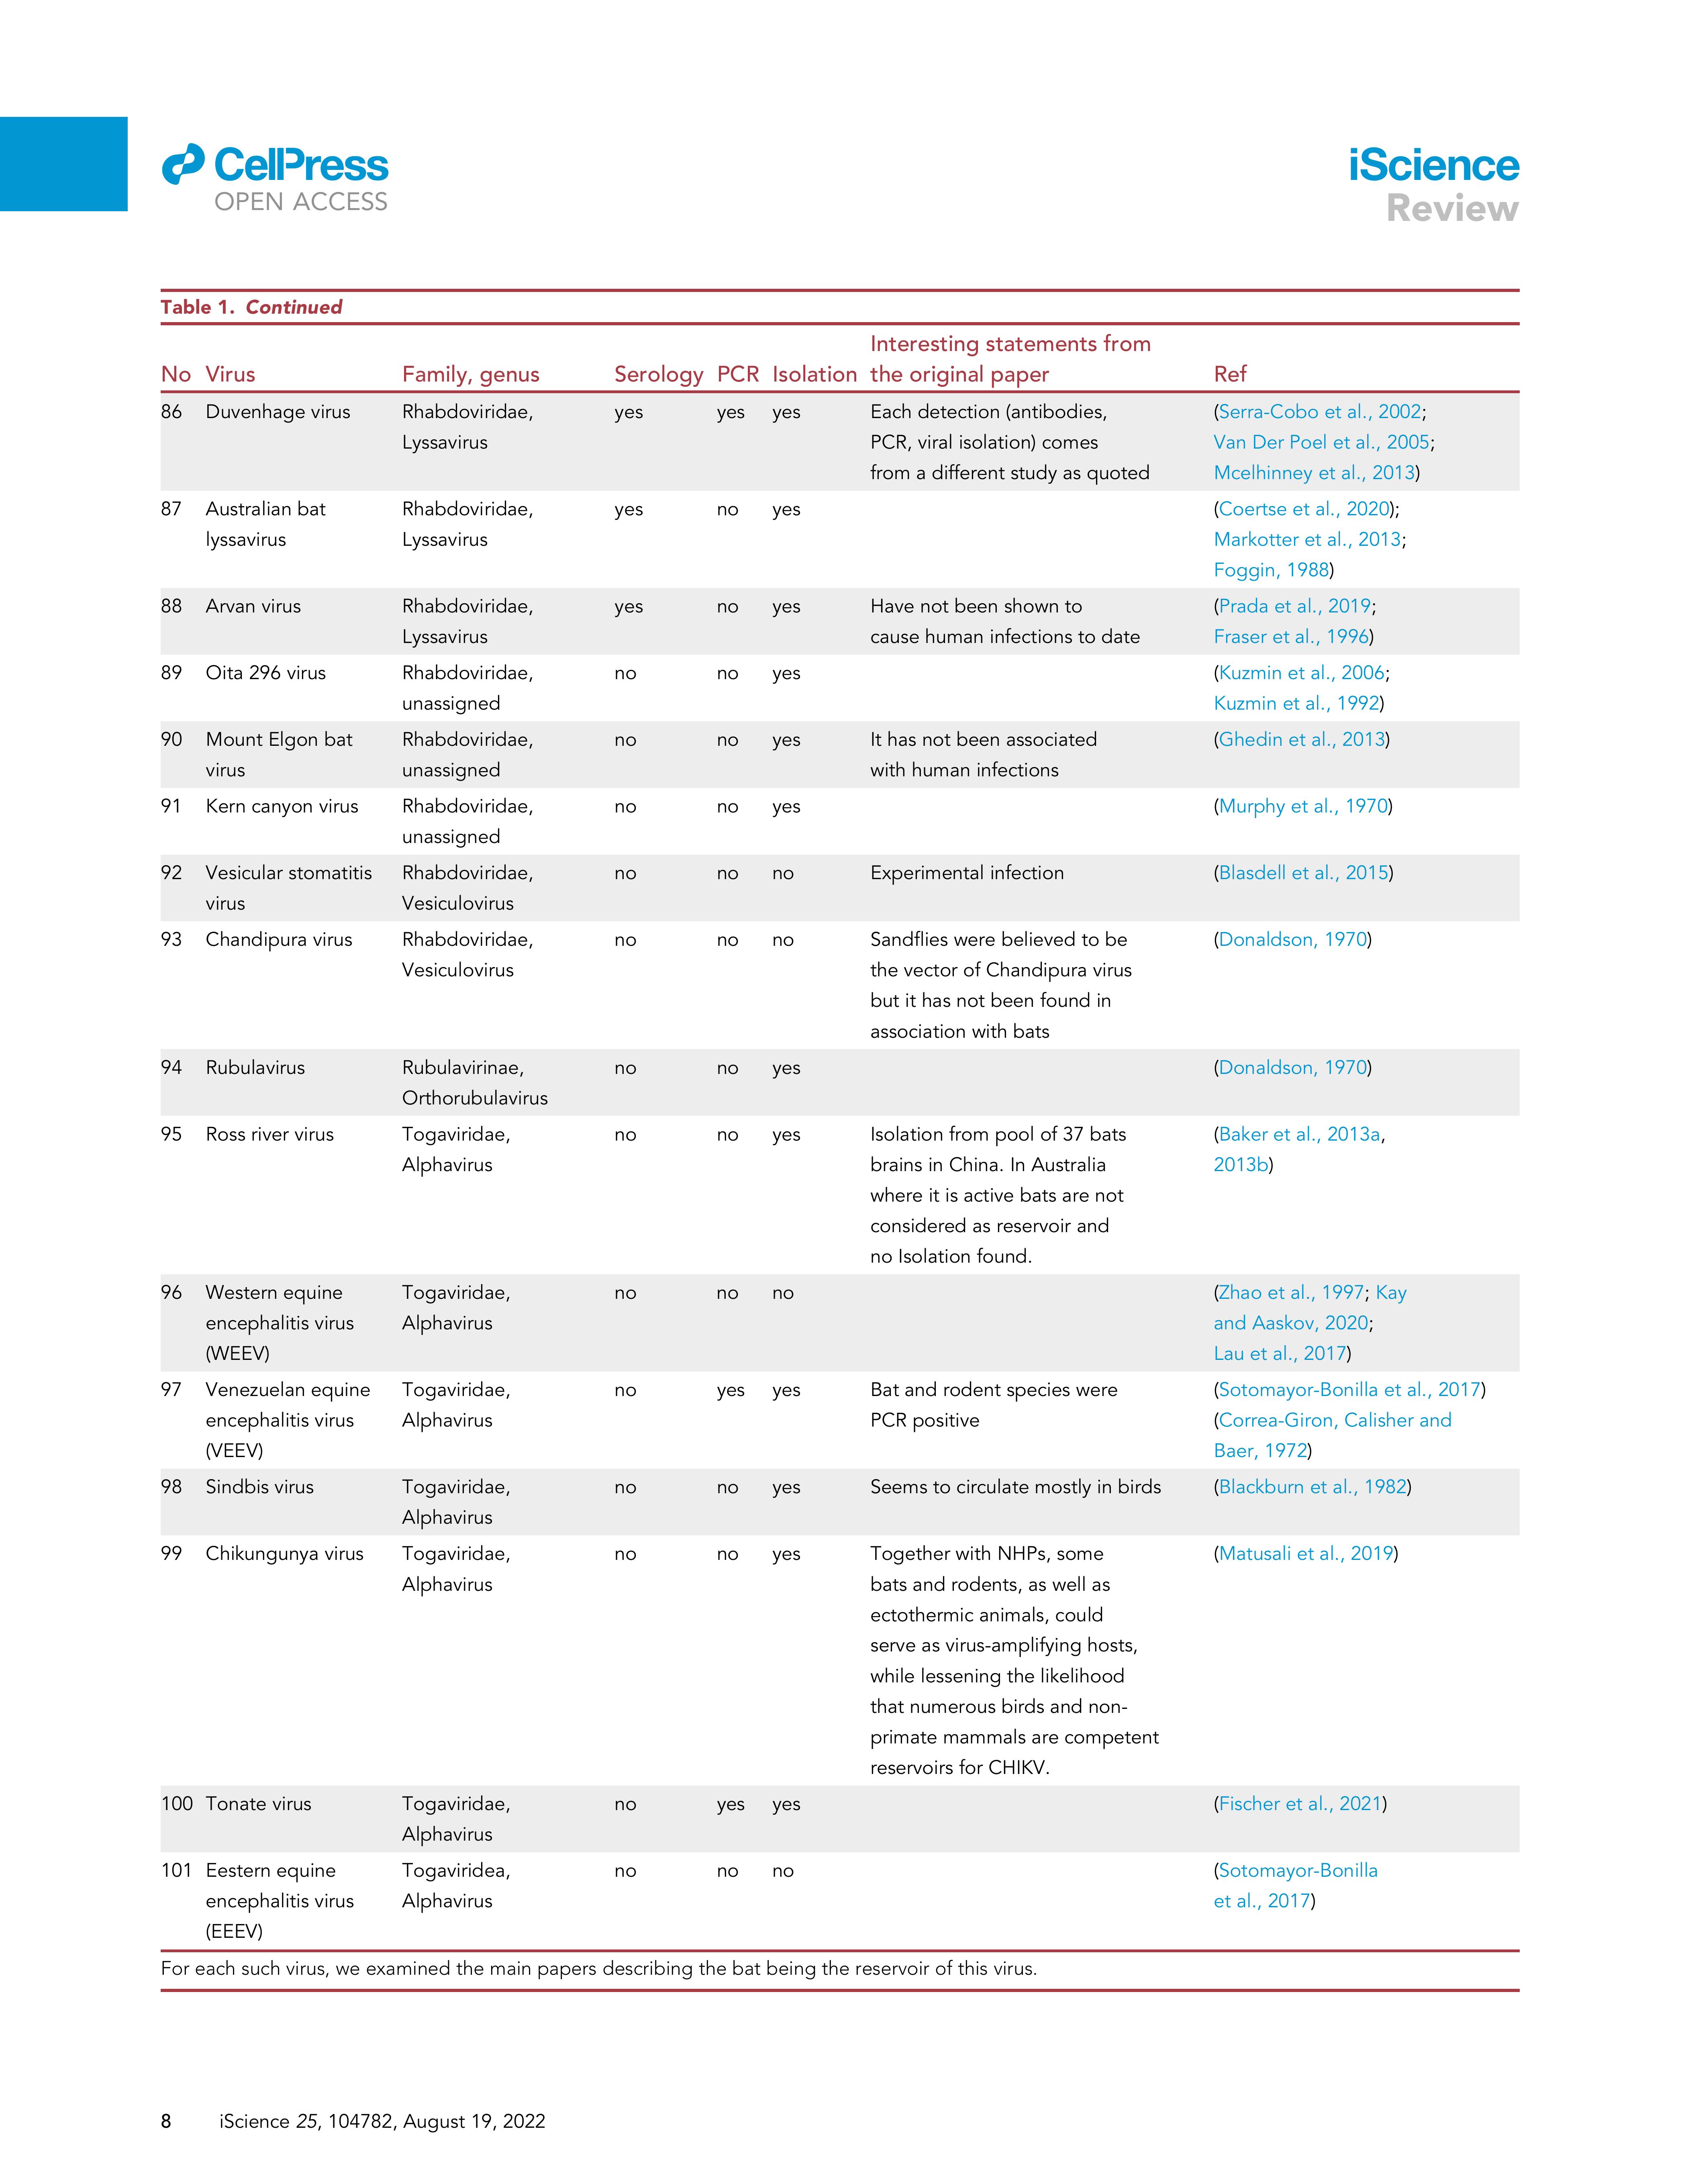 CellPress
OPEN ACCESS
iScience
Review
Table 1. Continued
No Virus Family, genus Serology PCR Isolation Interesting statements from the original paper Ref
86 Duvenhage virus Rhabdoviridae, yes yes yes Each detection (antibodies, (Serra-Cobo et al., 2002;
Lyssavirus PCR, viral isolation) comes Van Der Poel et al., 2005;
from a different study as quoted Mcelhinney et al., 2013)
87 Australian bat Rhabdoviridae, yes no yes (Coertse et al., 2020);
lyssavirus Lyssavirus Markotter et al., 2013;
Foggin, 1988)
88 Arvan virus Rhabdoviridae, yes no yes Have not been shown to (Prada et al., 2019;
Lyssavirus cause human infections to date Fraser et al., 1996)
89 Oita 296 virus Rhabdoviridae, no no yes (Kuzmin et al., 2006;
unassigned Kuzmin et al., 1992)
90 Mount Elgon bat Rhabdoviridae, no no yes It has not been associated (Ghedin et al., 2013)
virus unassigned with human infections
91 Kern canyon virus Rhabdoviridae, no no yes (Murphy et al., 1970)
unassigned
92 Vesicular stomatitis Rhabdoviridae, no no no Experimental infection (Blasdell et al., 2015)
virus Vesiculovirus
93 Chandipura virus Rhabdoviridae, no no no Sandflies were believed to be (Donaldson, 1970)
Vesiculovirus the vector of Chandipura virus
but it has not been found in
association with bats
94 Rubulavirus Rubulavirinae, no no yes (Donaldson, 1970)
Orthorubulavirus
95 Ross river virus Togaviridae, no no yes Isolation from pool of 37 bats (Baker et al., 2013a,
Alphavirus brains in China. In Australia 2013b)
where it is active bats are not
considered as reservoir and
no Isolation found.
96 Western equine Togaviridae, no no no (Zhao et al., 1997; Kay
encephalitis virus Alphavirus and Aaskov, 2020;
(WEEV) Lau et al., 2017)
97 Venezuelan equine Togaviridae, no yes yes Bat and rodent species were (Sotomayor-Bonilla et al., 2017)
encephalitis virus Alphavirus PCR positive (Correa-Giron, Calisher and
(VEEV) Baer, 1972)
98 Sindbis virus Togaviridae, no no yes Seems to circulate mostly in birds (Blackburn et al., 1982)
Alphavirus
99 Chikungunya virus Togaviridae, no no yes Together with NHPs, some (Matusali et al., 2019)
Alphavirus bats and rodents, as well as
ectothermic animals, could
serve as virus-amplifying hosts,
while lessening the likelihood
that numerous birds and non-
primate mammals are competent
reservoirs for CHIKV.
100 Tonate virus Togaviridae, no yes yes (Fischer et al., 2021)
Alphavirus
101 Eestern equine Togaviridea, no no no (Sotomayor-Bonilla
encephalitis virus Alphavirus et al., 2017)
(EEEV)
For each such virus, we examined the main papers describing the bat being the reservoir of this virus.
8 iScience 25, 104782, August 19, 2022